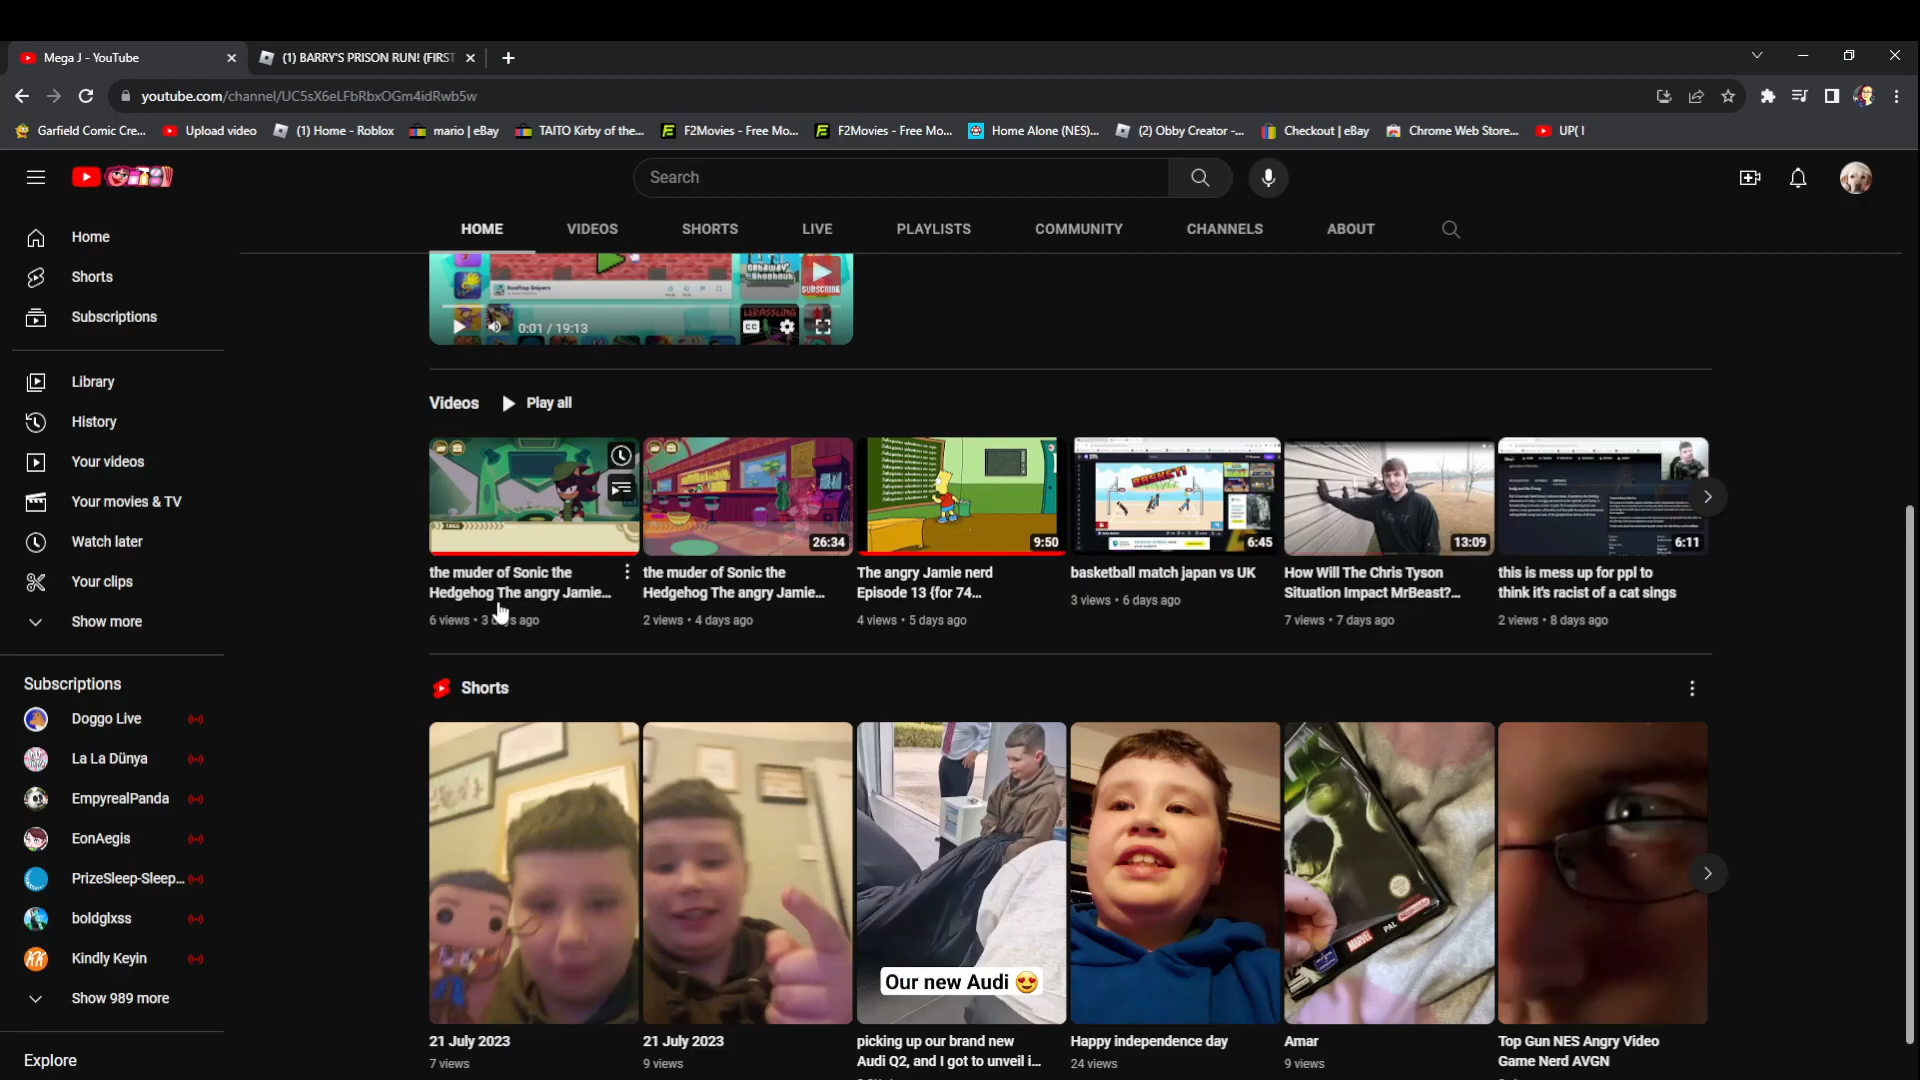 Mega J - YouTube
(1) BARRY'S PRISON RUN! (FIRST
youtube.com/channel/UC5sX6eLFbRbxOGm4idRwb5w
Garfield Comic Cre...
Upload video
(1) Home - Roblox
mario | eBay
TAITO Kirby of the...
F2Movies - Free Mo...
F2Movies - Free Mo...
Home Alone (NES)...
(2) Obby Creator -...
Checkout | eBay
Chrome Web Store...
UP( I
Search
HOME
VIDEOS
SHORTS
LIVE
PLAYLISTS
COMMUNITY
CHANNELS
ABOUT
Home
Shorts
Subscriptions
Library
History
Your videos
Your movies & TV
Watch later
Your clips
Show more
Subscriptions
Doggo Live
La La Dünya
EmpyrealPanda
EonAegis
PrizeSleep-Sleep...
boldglxss
Kindly Keyin
Show 989 more
Explore
Rooftop Snipers
SUBSCRIBE
0:01 / 19:13
CC
Videos
Play all
26:34
9:50
6:45
13:09
6:11
the muder of Sonic the
Hedgehog The angry Jamie...
6 views • 3 days ago
the muder of Sonic the
Hedgehog The angry Jamie...
2 views • 4 days ago
The angry Jamie nerd
Episode 13 {for 74...
4 views • 5 days ago
basketball match japan vs UK
3 views • 6 days ago
How Will The Chris Tyson
Situation Impact MrBeast?...
7 views • 7 days ago
this is mess up for ppl to
think it's racist of a cat sings
2 views • 8 days ago
Shorts
Our new Audi 😍
MARVEL
PAL
21 July 2023
7 views
21 July 2023
9 views
picking up our brand new
Audi Q2, and I got to unveil i...
Happy independence day
24 views
Amar
9 views
Top Gun NES Angry Video
Game Nerd AVGN